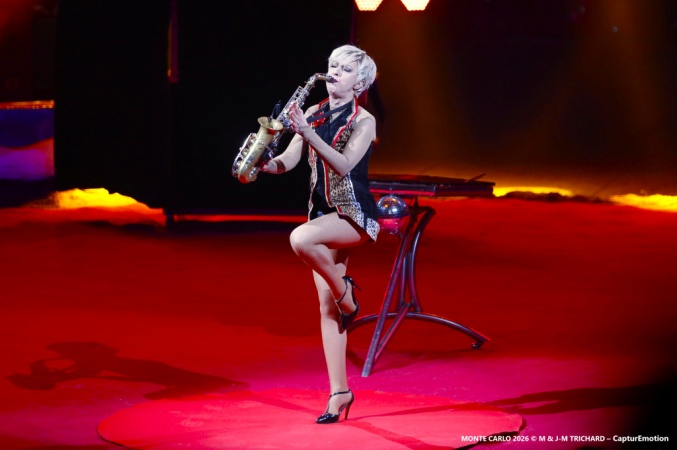 MONTE CARLO 2026 © M & J-M TRICHARD – CapturEmotion